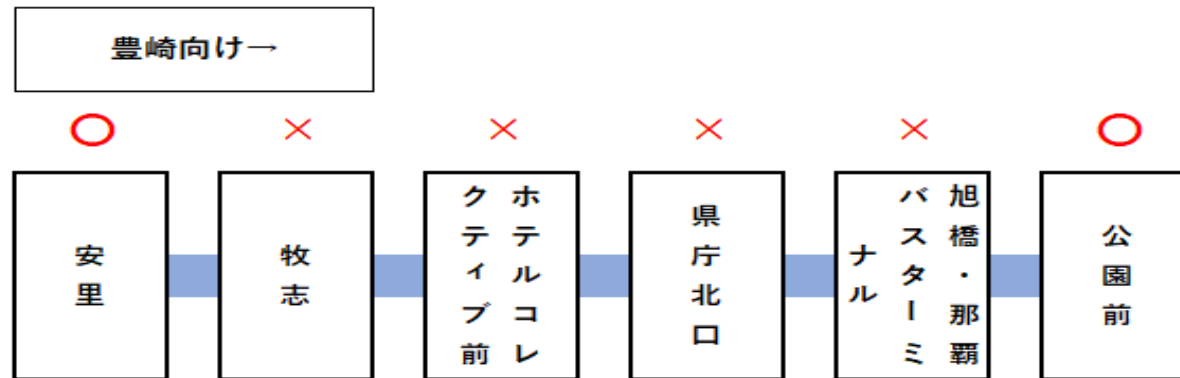 豊崎向け→
○
×
×
×
×
○
安里
牧志
ホテルコレ
クティブ前
県庁北口
旭橋・那覇
バスターミ
ナル
公園前